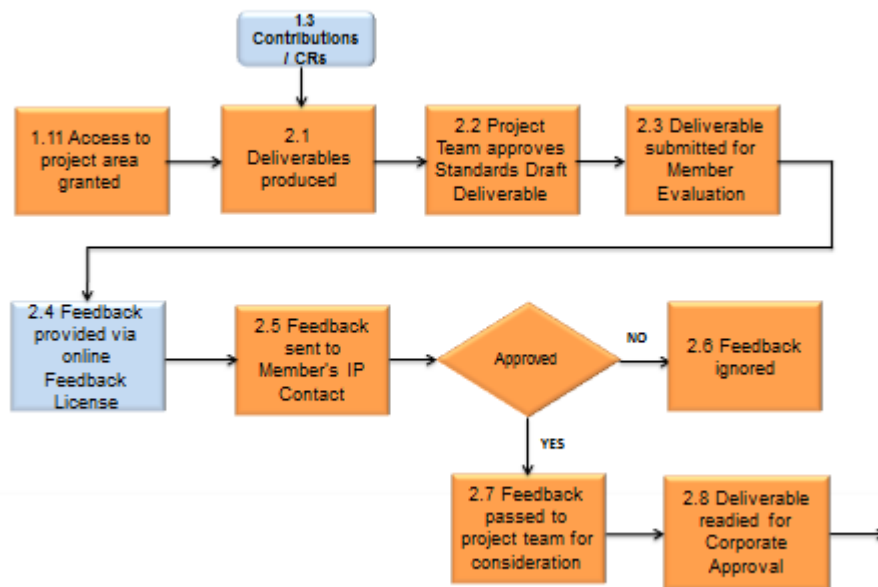 1.3
Contributions
/ CRs
1.11 Access to
project area
granted
2.1
Deliverables
produced
2.2 Project
Team approves
Standards Draft
Deliverable
2.3 Deliverable
submitted for
Member
Evaluation
2.4 Feedback
provided via
online
Feedback
License
2.5 Feedback
sent to
Member's IP
Contact
Approved
NO
2.6 Feedback
ignored
YES
2.7 Feedback
passed to
project team for
consideration
2.8 Deliverable
readied for
Corporate
Approval